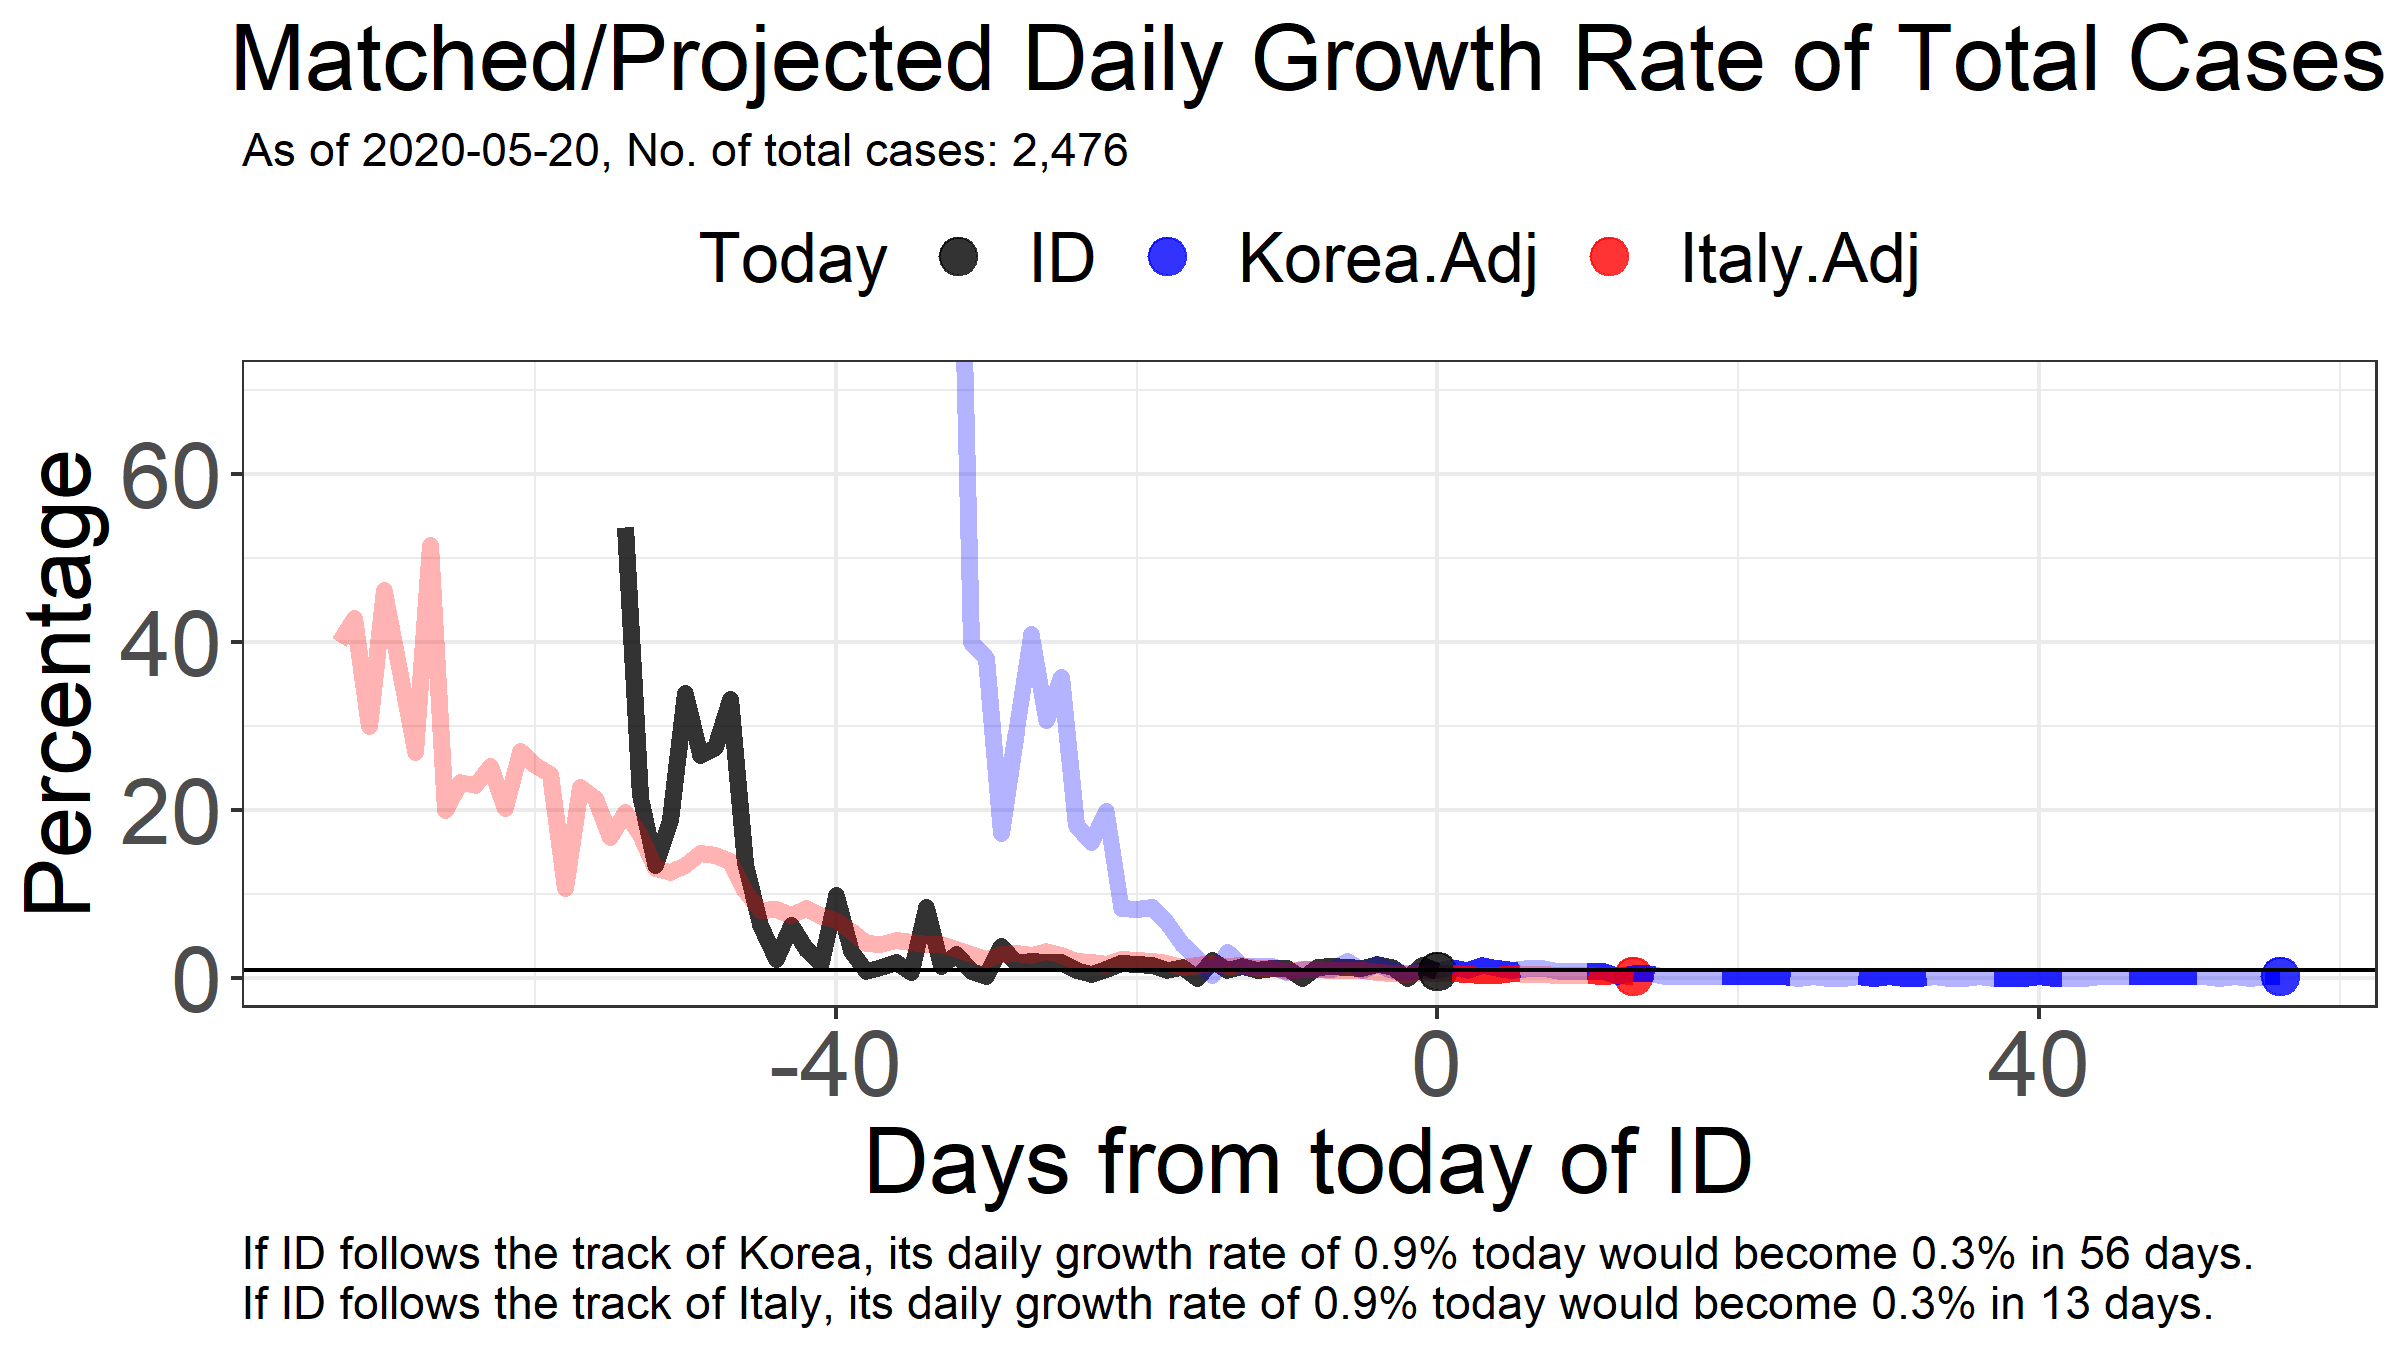 Matched/Projected Daily Growth Rate of Total Cases
As of 2020-05-20, No. of total cases: 2,476
Today ID Korea.Adj Italy.Adj
Percentage
60
40
20
0
-40 0 40
Days from today of ID
If ID follows the track of Korea, its daily growth rate of 0.9% today would become 0.3% in 56 days.
If ID follows the track of Italy, its daily growth rate of 0.9% today would become 0.3% in 13 days.